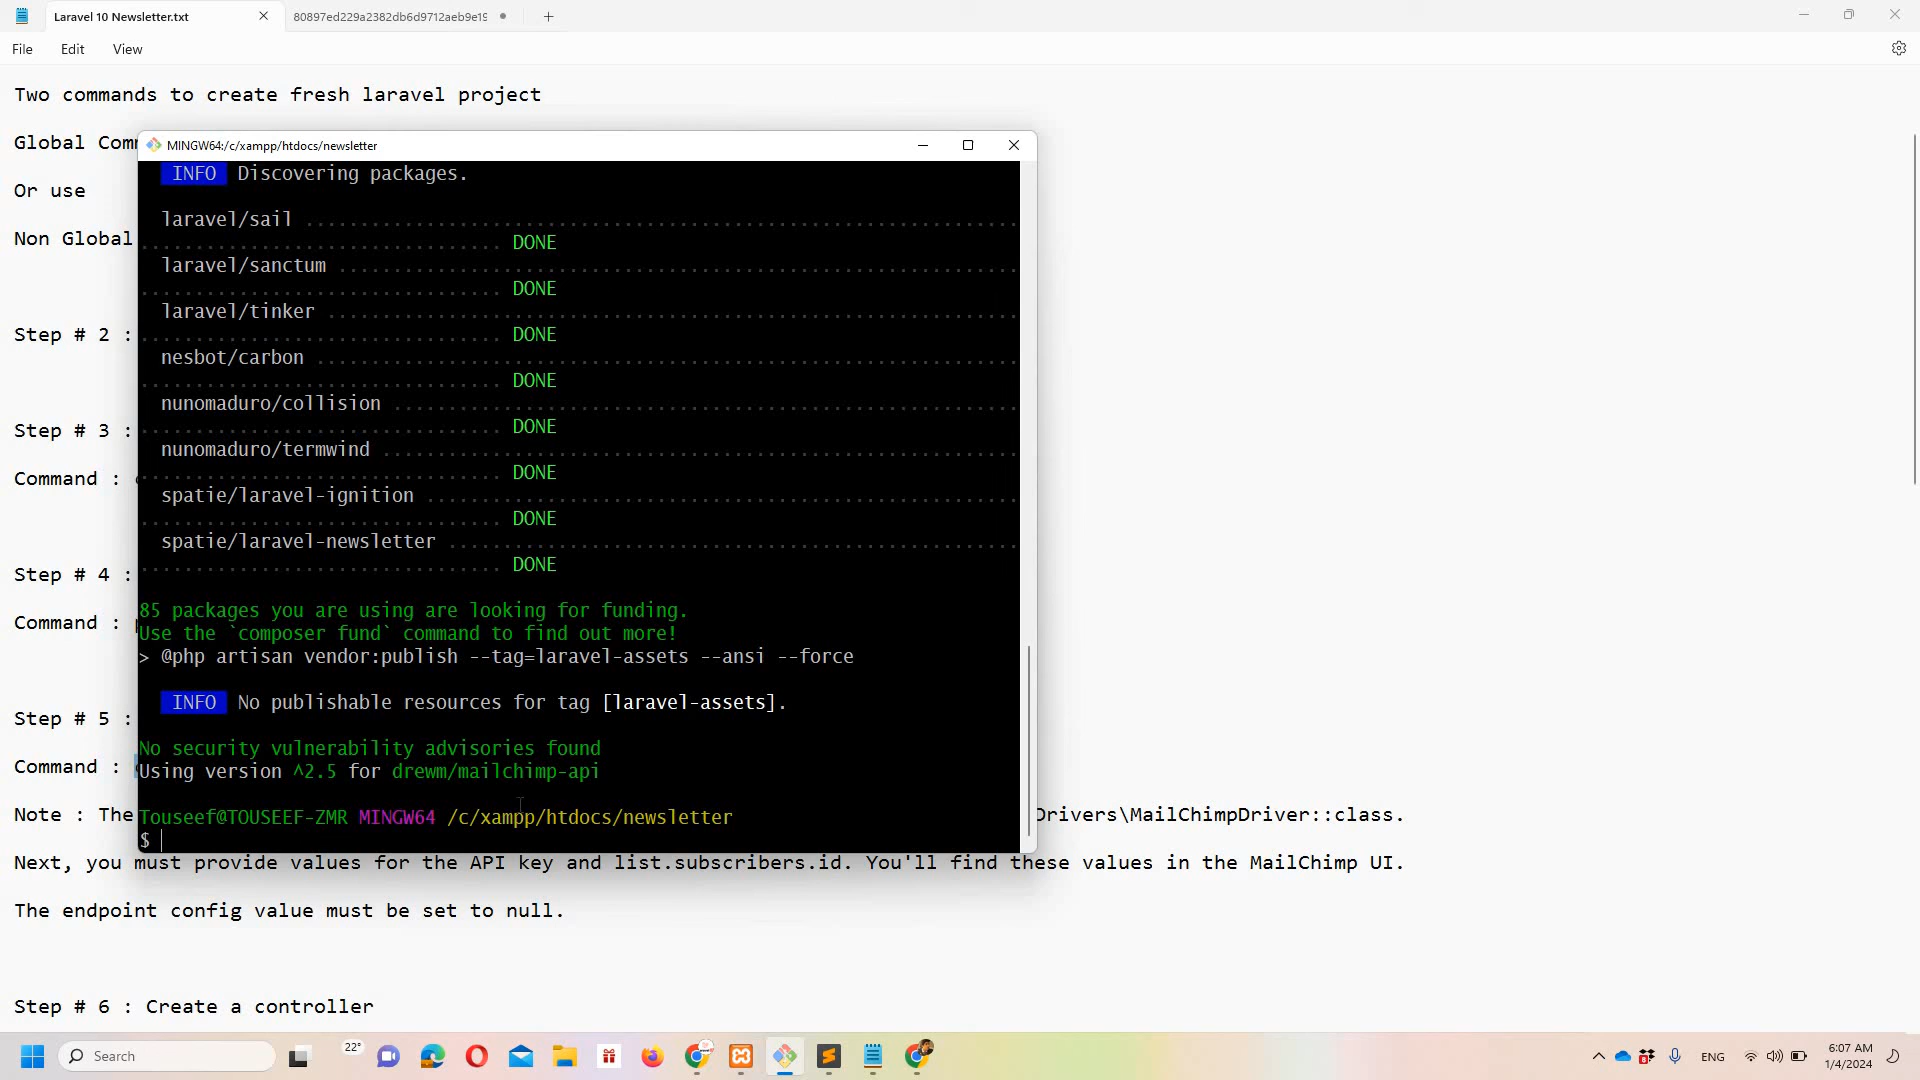 Laravel 10 Newsletter.txt
80897ed229a2382db6d9712aeb9e19
File Edit View
Two commands to create fresh laravel project
Global Com
Or use
Non Global
Step # 2 :
Step # 3 :
Command :
Step # 4 :
Command :
Step # 5 :
Command :
Note : The
Drivers\MailChimpDriver::class.
Next, you must provide values for the API key and list.subscribers.id. You'll find these values in the MailChimp UI.
The endpoint config value must be set to null.
Step # 6 : Create a controller
MINGW64:/c/xampp/htdocs/newsletter
INFO Discovering packages.
laravel/sail
DONE
laravel/sanctum
DONE
laravel/tinker
DONE
nesbot/carbon
DONE
nunomaduro/collision
DONE
nunomaduro/termwind
DONE
spatie/laravel-ignition
DONE
spatie/laravel-newsletter
DONE
85 packages you are using are looking for funding.
Use the `composer fund` command to find out more!
> @php artisan vendor:publish --tag=laravel-assets --ansi --force
INFO No publishable resources for tag [laravel-assets].
No security vulnerability advisories found
Using version ^2.5 for drewm/mailchimp-api
Touseef@TOUSEEF-ZMR MINGW64 /c/xampp/htdocs/newsletter
$
Search
22°
ENG
6:07 AM
1/4/2024